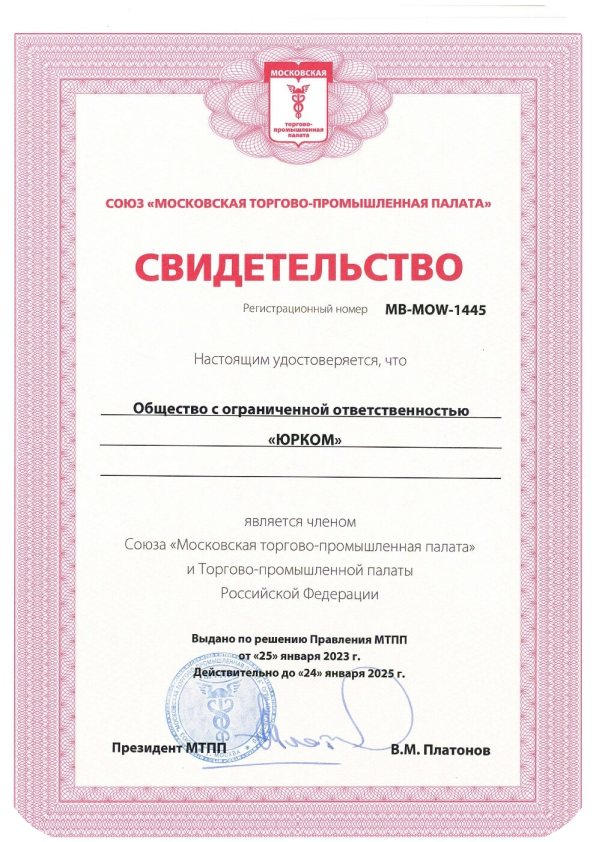 МОСКОВСКАЯ
торгово-
промышленная
палата
СОЮЗ «МОСКОВСКАЯ ТОРГОВО-ПРОМЫШЛЕННАЯ ПАЛАТА»
СВИДЕТЕЛЬСТВО
Регистрационный номер MB-MOW-1445
Настоящим удостоверяется, что
Общество с ограниченной ответственностью
«ЮРКОМ»
является членом
Союза «Московская торгово-промышленная палата»
и Торгово-промышленной палаты
Российской Федерации
Выдано по решению Правления МТПП
от «25» января 2023 г.
Действительно до «24» января 2025 г.
Президент МТПП В.М. Платонов